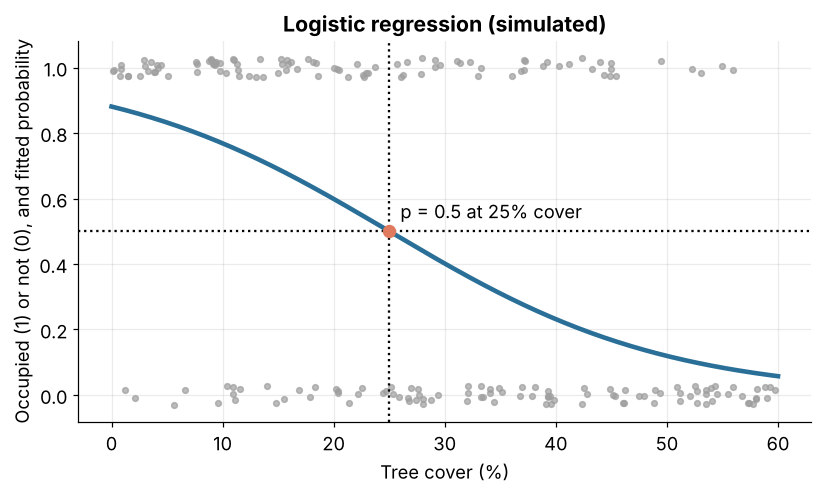 Logistic regression (simulated)
Occupied (1) or not (0), and fitted probability
1.0
0.8
0.6
0.4
0.2
0.0
p = 0.5 at 25% cover
0 10 20 30 40 50 60
Tree cover (%)